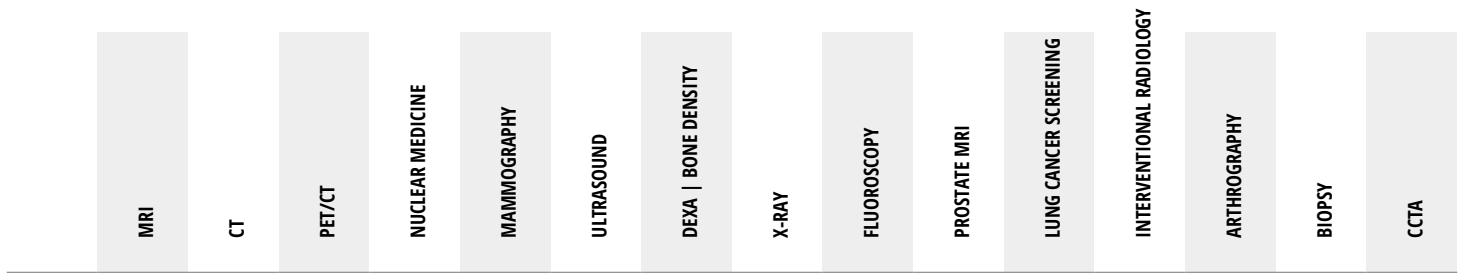 MRI
CT
PET/CT
NUCLEAR MEDICINE
MAMMOGRAPHY
ULTRASOUND
DEXA | BONE DENSITY
X-RAY
FLUOROSCOPY
PROSTATE MRI
LUNG CANCER SCREENING
INTERVENTIONAL RADIOLOGY
ARTHROGRAPHY
BIOPSY
CCTA